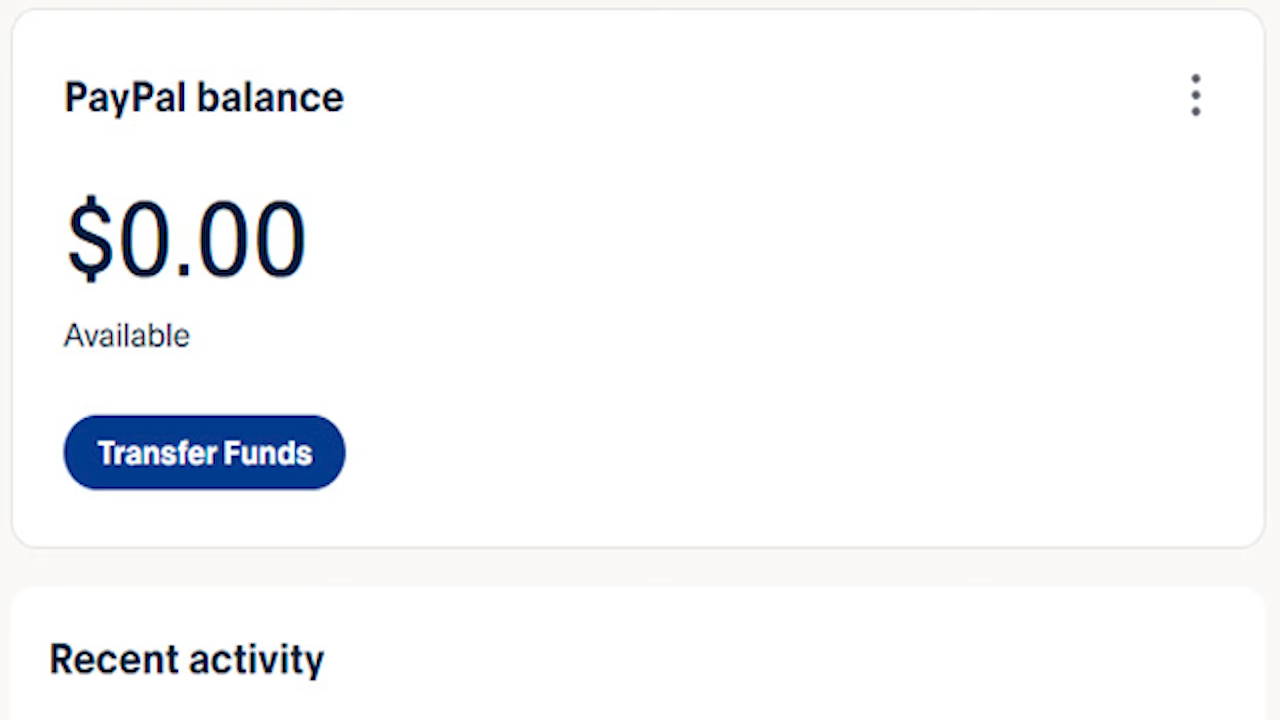 PayPal balance
$0.00
Available
Transfer Funds
Recent activity